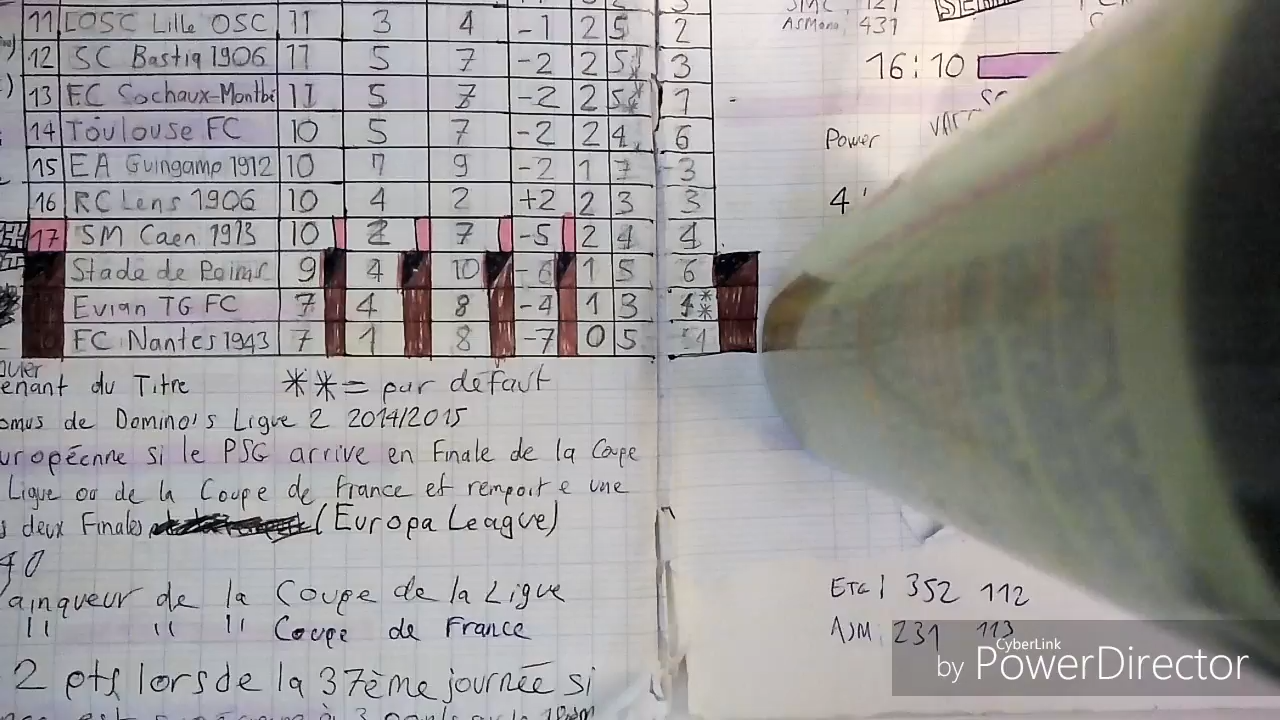 11 LOSC Lille OSC 11 3 4 -1 2 5 2
12 SC Bastia 1906 11 5 7 -2 2 5 3
13 F.C Sochaux-Montbé 11 5 7 -2 2 5* 1
14 Toulouse FC 10 5 7 -2 2 4 6
15 EA Guingamp 1912 10 7 9 -2 1 7 3
16 RC Lens 1906 10 4 2 +2 2 3 3
17 SM Caen 1913 10 2 7 -5 2 4 4
Stade de Reims 9 4 10 -6 1 5 6
Evian TG FC 7 4 8 -4 1 3 **
FC Nantes 1943 7 1 8 -7 0 5 1
enant du Titre ** = par défaut
omus de Domino's Ligue 2 2014/2015
uropéenne si le PSG arrive en Finale de la Coupe
Ligue ou de la Coupe de France et remporte une
s deux Finales (Europa League)
40
ainqueur de la Coupe de la Ligue
" " " Coupe de France
2 pts lors de la 37ème journée si
431
16:10
Power
4'
352 112
231 113
CyberLink
by PowerDirector